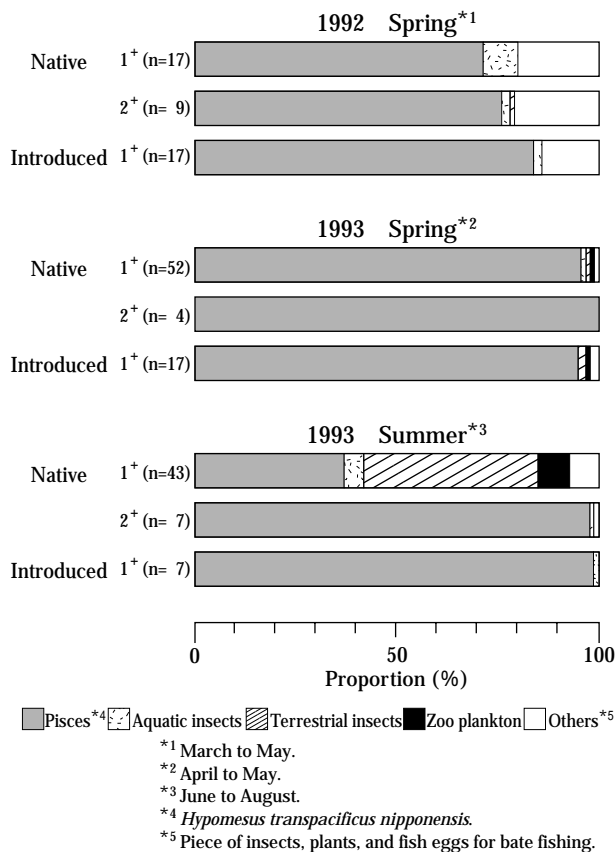 1992 Spring*1
Native 1+ (n=17)
2+ (n= 9)
Introduced 1+ (n=17)
1993 Spring*2
Native 1+ (n=52)
2+ (n= 4)
Introduced 1+ (n=17)
1993 Summer*3
Native 1+ (n=43)
2+ (n= 7)
Introduced 1+ (n= 7)
0 50 100
Proportion (%)
Pisces*4 Aquatic insects Terrestrial insects Zoo plankton Others*5
*1 March to May.
*2 April to May.
*3 June to August.
*4 Hypomesus transpacificus nipponensis.
*5 Piece of insects, plants, and fish eggs for bate fishing.